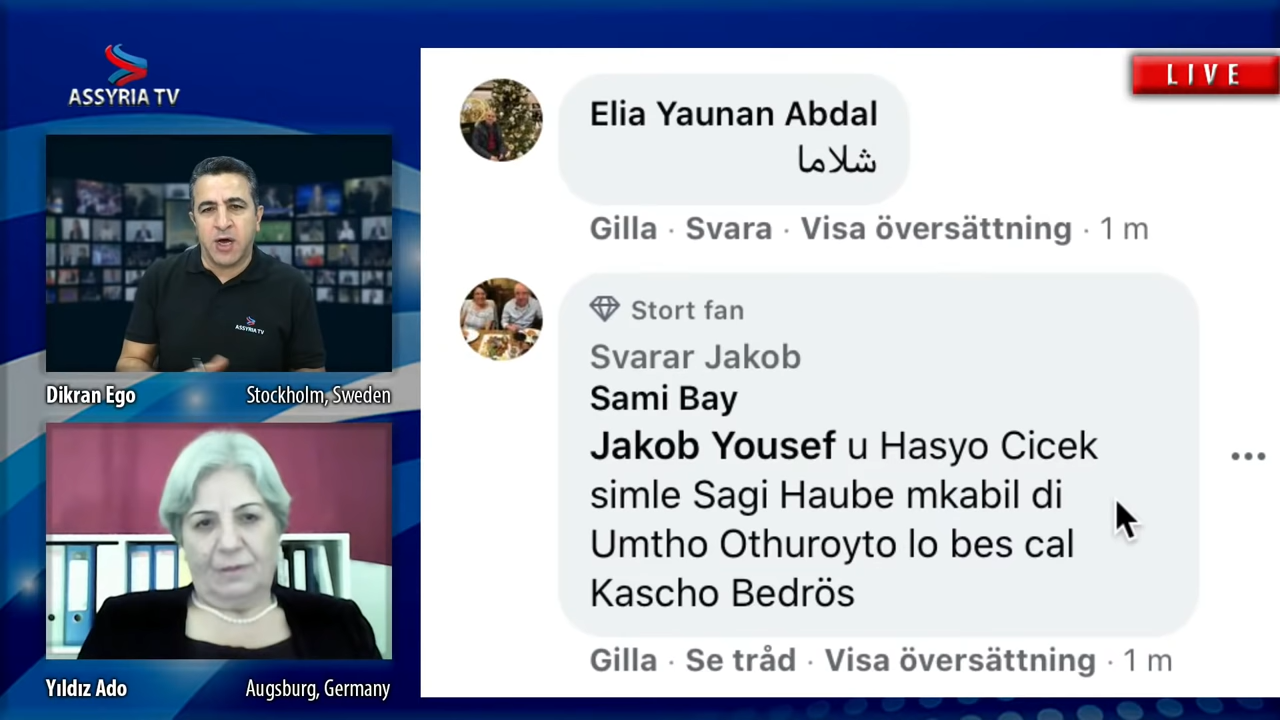 ASSYRIA TV
LIVE
ASSYRIA TV
Dikran Ego
Stockholm, Sweden
Yıldız Ado
Augsburg, Germany
Elia Yaunan Abdal
شلاما
Gilla · Svara · Visa översättning · 1 m
Stort fan
Svarar Jakob
Sami Bay
Jakob Yousef u Hasyo Cicek
simle Sagi Haube mkabil di
Umtho Othuroyto lo bes cal
Kascho Bedrös
Gilla · Se tråd · Visa översättning · 1 m